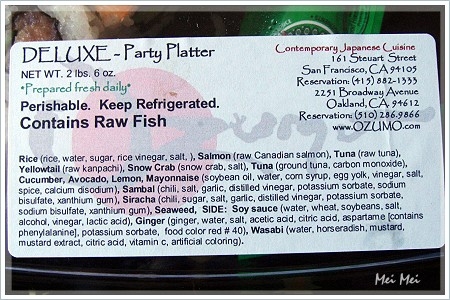 DELUXE - Party Platter
NET WT. 2 lbs. 6 oz.
*Prepared fresh daily*
Perishable. Keep Refrigerated.
Contains Raw Fish
Contemporary Japanese Cuisine
161 Steuart Street
San Francisco, CA 94105
Reservation: (415) 882-1333
2251 Broadway Avenue
Oakland, CA 94612
Reservation: (510) 286.9866
www.OZUMO.com
Rice (rice, water, sugar, rice vinegar, salt, ), Salmon (raw Canadian salmon), Tuna (raw tuna),
Yellowtail (raw kanpachi), Snow Crab (snow crab, salt), Tuna (ground tuna, carbon monoxide),
Cucumber, Avocado, Lemon, Mayonnaise (soybean oil, water, corn syrup, egg yolk, vinegar, salt,
spice, calcium disodium), Sambal (chili, salt, garlic, distilled vinegar, potassium sorbate, sodium
bisulfate, xanthium gum), Siracha (chili, sugar, salt, garlic, distilled vinegar, potassium sorbate,
sodium bisulfate, xanthium gum), Seaweed, SIDE: Soy sauce (water, wheat, soybeans, salt,
alcohol, vinegar, lactic acid), Ginger (ginger, water, salt, acetic acid, citric acid, aspartame [contains
phenylalanine], potassium sorbate, food color red # 40), Wasabi (water, horseradish, mustard,
mustard extract, citric acid, vitamin c, artificial coloring).
Mei Mei